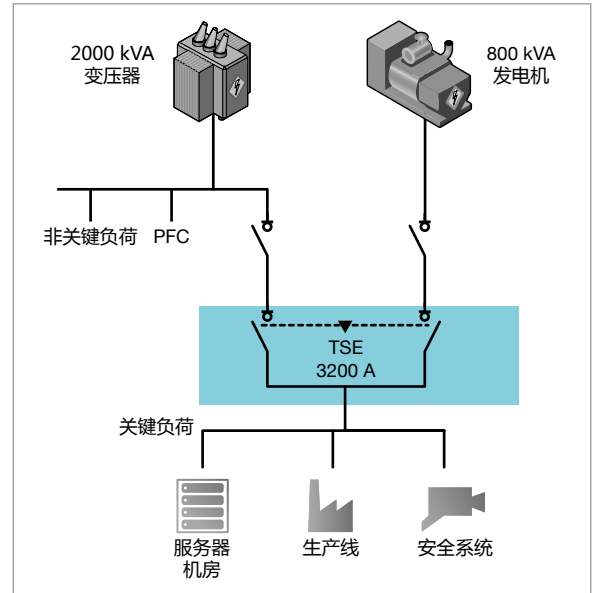 2000 kVA
变压器
800 kVA
发电机
非关键负荷 PFC
TSE
3200 A
关键负荷
服务器
机房
生产线
安全系统